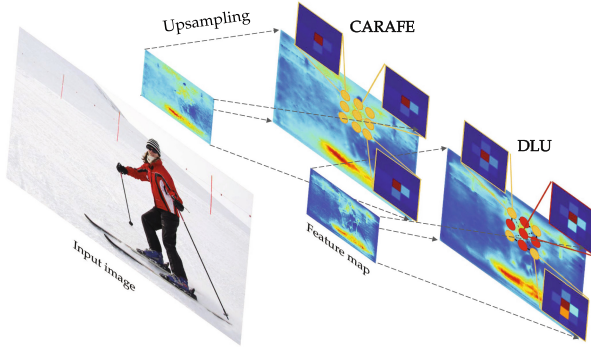 Upsampling
CARAFE
DLU
Feature map
Input image